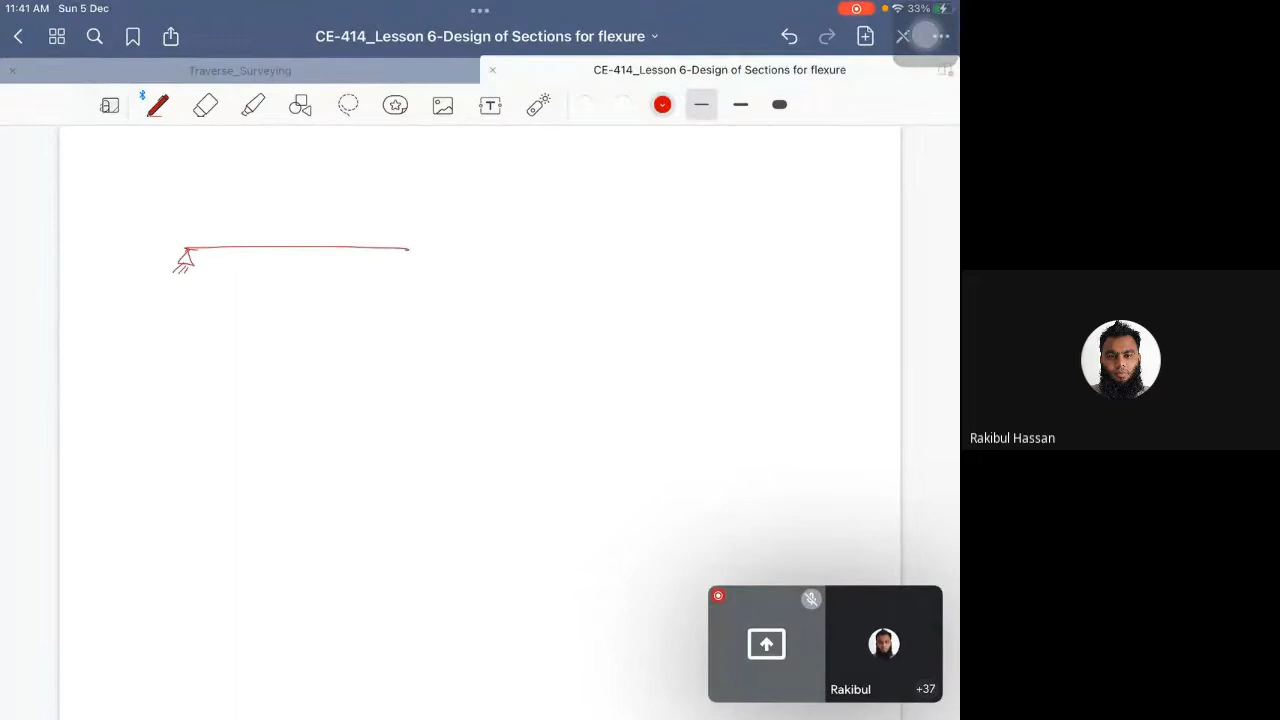 11:41 AM Sun 5 Dec
33%
CE-414_Lesson 6-Design of Sections for flexure
Traverse_Surveying
CE-414_Lesson 6-Design of Sections for flexure
Rakibul Hassan
Rakibul
+37